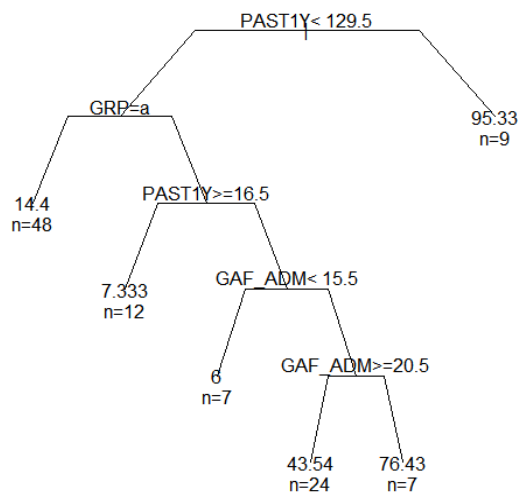 PAST1Y< 129.5
GRP=a
95.33
n=9
14.4
n=48
PAST1Y>=16.5
7.333
n=12
GAF_ADM< 15.5
6
n=7
GAF_ADM>=20.5
43.54
n=24
76.43
n=7